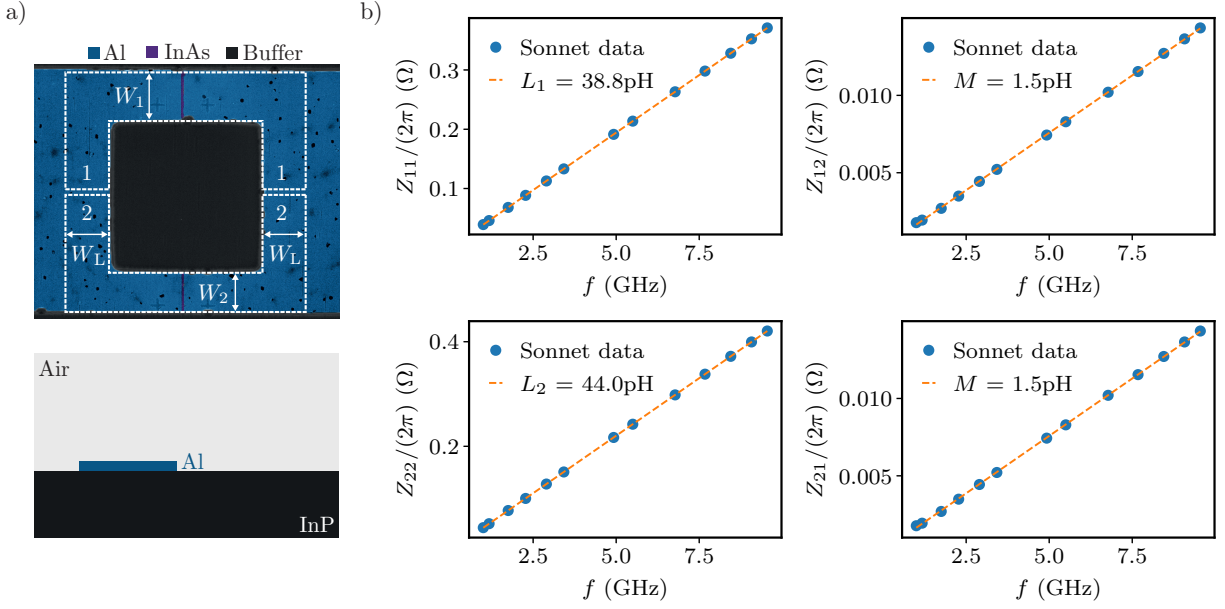 a)
Al InAs Buffer
W1
1 1
2 2
WL WL
W2
Air
Al
InP
b)
Z11/(2π) (Ω)
0.3
0.2
0.1
Sonnet data
L1 = 38.8pH
2.5 5.0 7.5
f (GHz)
Z12/(2π) (Ω)
0.010
0.005
Sonnet data
M = 1.5pH
2.5 5.0 7.5
f (GHz)
Z22/(2π) (Ω)
0.4
0.2
Sonnet data
L2 = 44.0pH
2.5 5.0 7.5
f (GHz)
Z21/(2π) (Ω)
0.010
0.005
Sonnet data
M = 1.5pH
2.5 5.0 7.5
f (GHz)